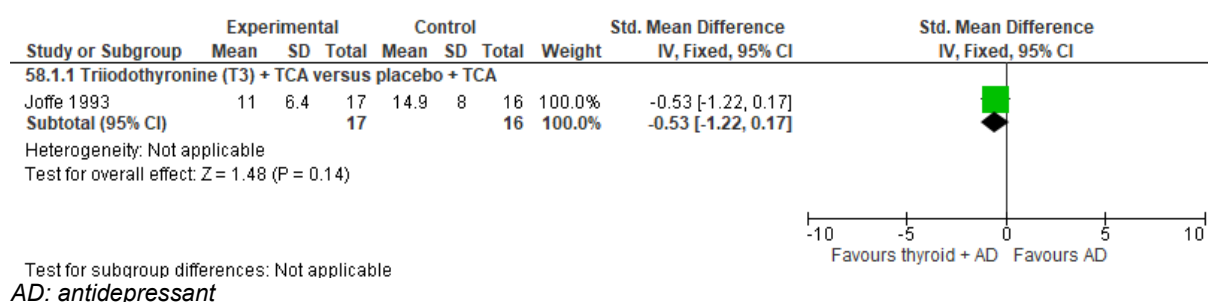 Experimental Control Std. Mean Difference Std. Mean Difference
Study or Subgroup Mean SD Total Mean SD Total Weight IV, Fixed, 95% CI IV, Fixed, 95% CI
58.1.1 Triiodothyronine (T3) + TCA versus placebo + TCA
Joffe 1993 11 6.4 17 14.9 8 16 100.0% -0.53 [-1.22, 0.17]
Subtotal (95% CI) 17 16 100.0% -0.53 [-1.22, 0.17]
Heterogeneity: Not applicable
Test for overall effect: Z = 1.48 (P = 0.14)
-10 -5 0 5 10
Favours thyroid + AD Favours AD
Test for subgroup differences: Not applicable
AD: antidepressant